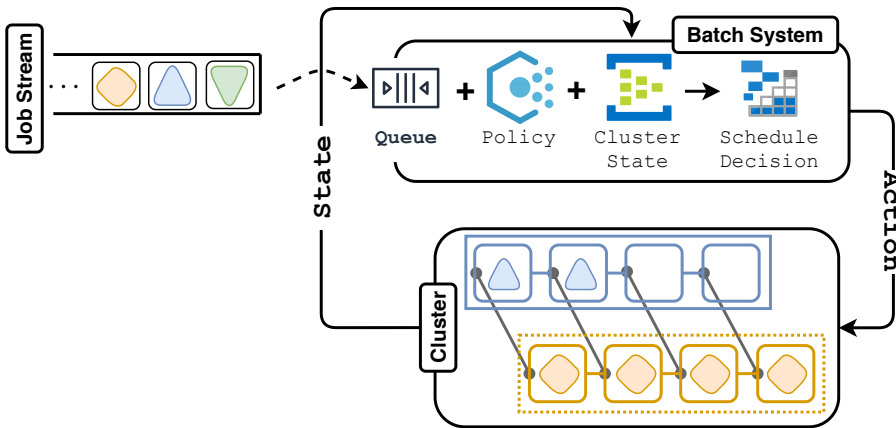 Job Stream
Batch System
Queue
+
Policy
+
Cluster
State
Schedule
Decision
State
Action
Cluster